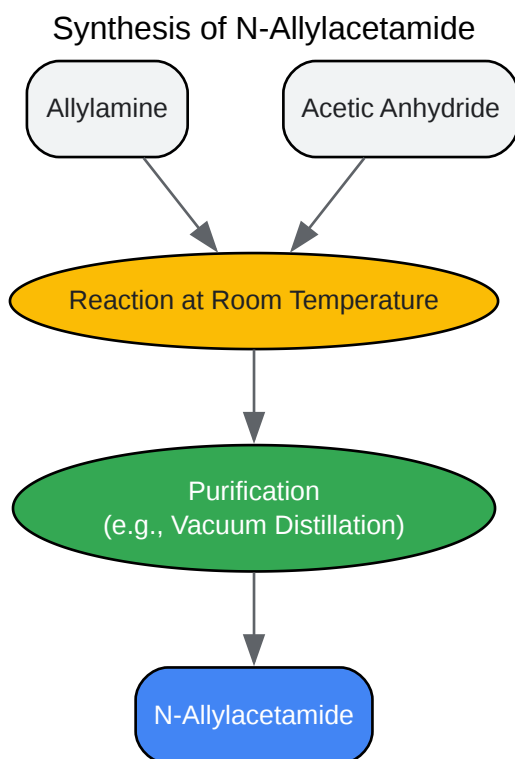 Synthesis of N-Allylacetamide
Allylamine
Acetic Anhydride
Reaction at Room Temperature
Purification
(e.g., Vacuum Distillation)
N-Allylacetamide